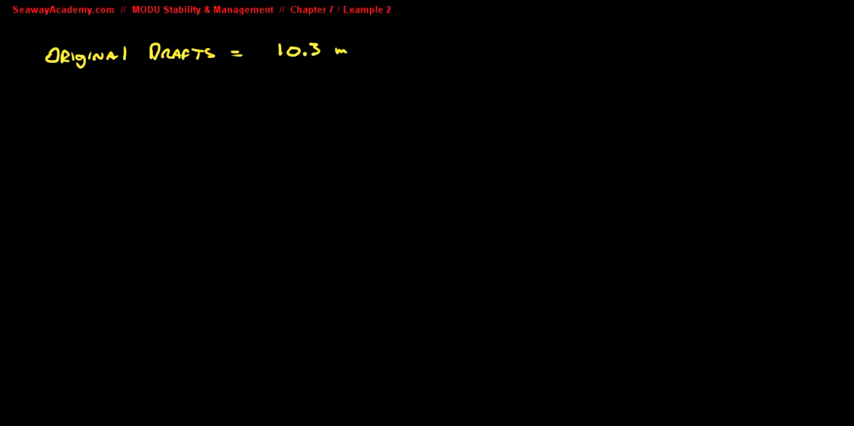 SeawayAcademy.com // MODU Stability & Management // Chapter 7 / Example 2
ORIGINAL DRAFTS = 10.3 m